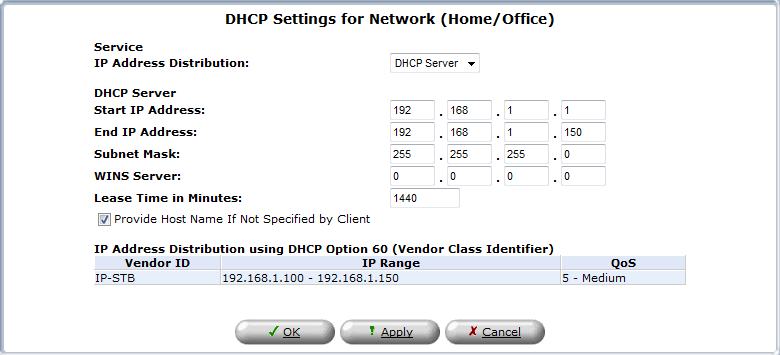 DHCP Settings for Network (Home/Office)
Service
IP Address Distribution: DHCP Server
DHCP Server
Start IP Address: 192 . 168 . 1 . 1
End IP Address: 192 . 168 . 1 . 150
Subnet Mask: 255 . 255 . 255 . 0
WINS Server: 0 . 0 . 0 . 0
Lease Time in Minutes: 1440
Provide Host Name If Not Specified by Client
IP Address Distribution using DHCP Option 60 (Vendor Class Identifier)
Vendor ID IP Range QoS
IP-STB 192.168.1.100 - 192.168.1.150 5 - Medium
OK ! Apply Cancel